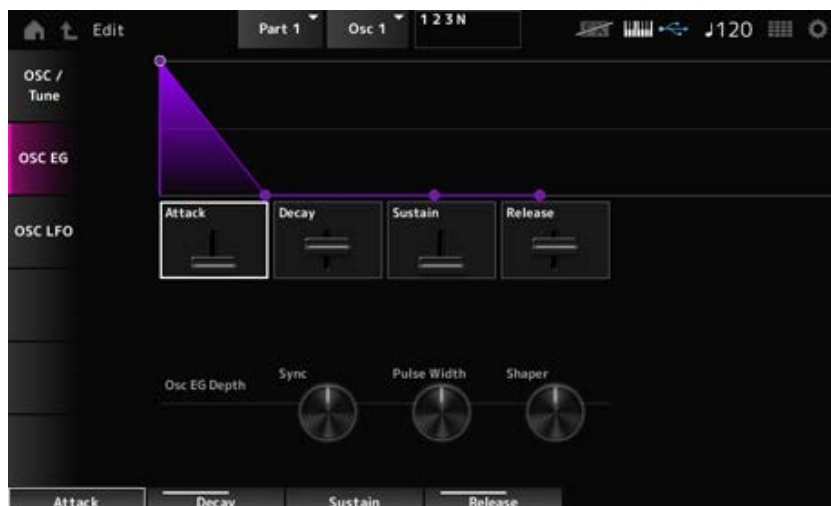 Edit
Part 1
Osc 1
1 2 3 N
♩120
OSC /
Tune
OSC EG
OSC LFO
Attack
Decay
Sustain
Release
Osc EG Depth
Sync
Pulse Width
Shaper
Attack
Decay
Sustain
Release